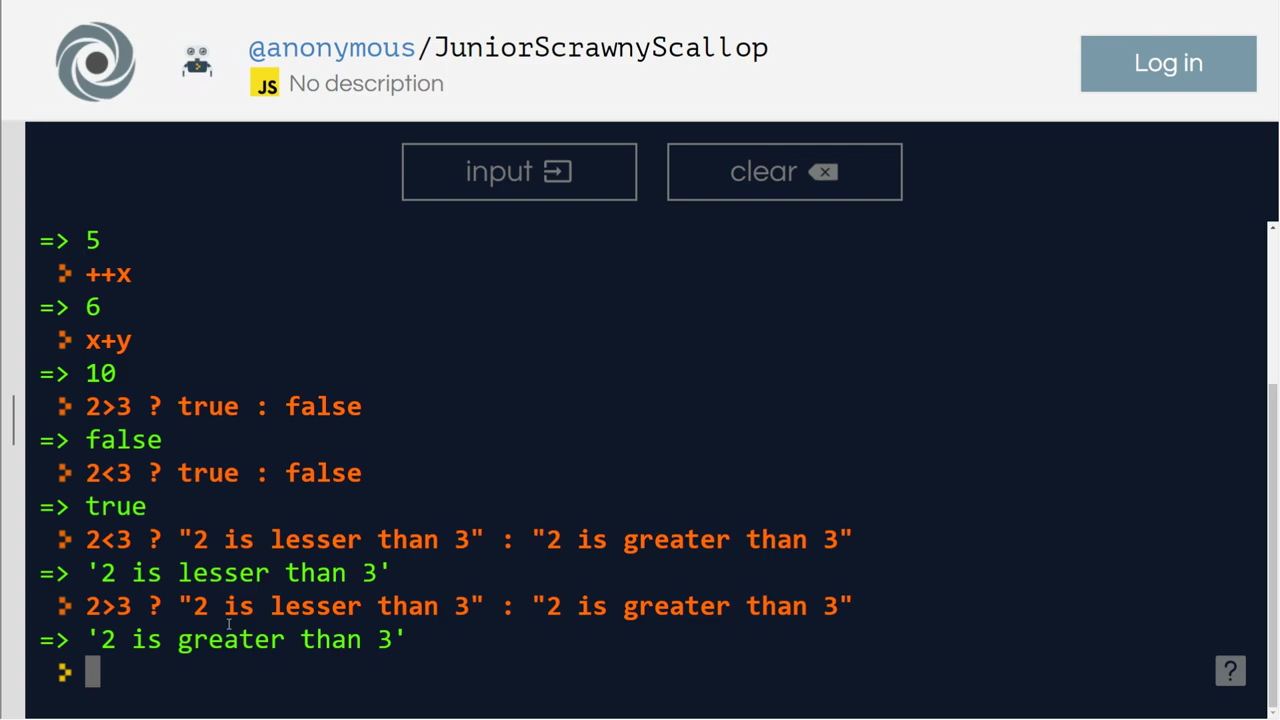 @anonymous/JuniorScrawnyScallop
Log in
JS No description
input
clear
=> 5
++x
=> 6
x+y
=> 10
2>3 ? true : false
=> false
2<3 ? true : false
=> true
2<3 ? "2 is lesser than 3" : "2 is greater than 3"
=> '2 is lesser than 3'
2>3 ? "2 is lesser than 3" : "2 is greater than 3"
=> '2 is greater than 3'
?